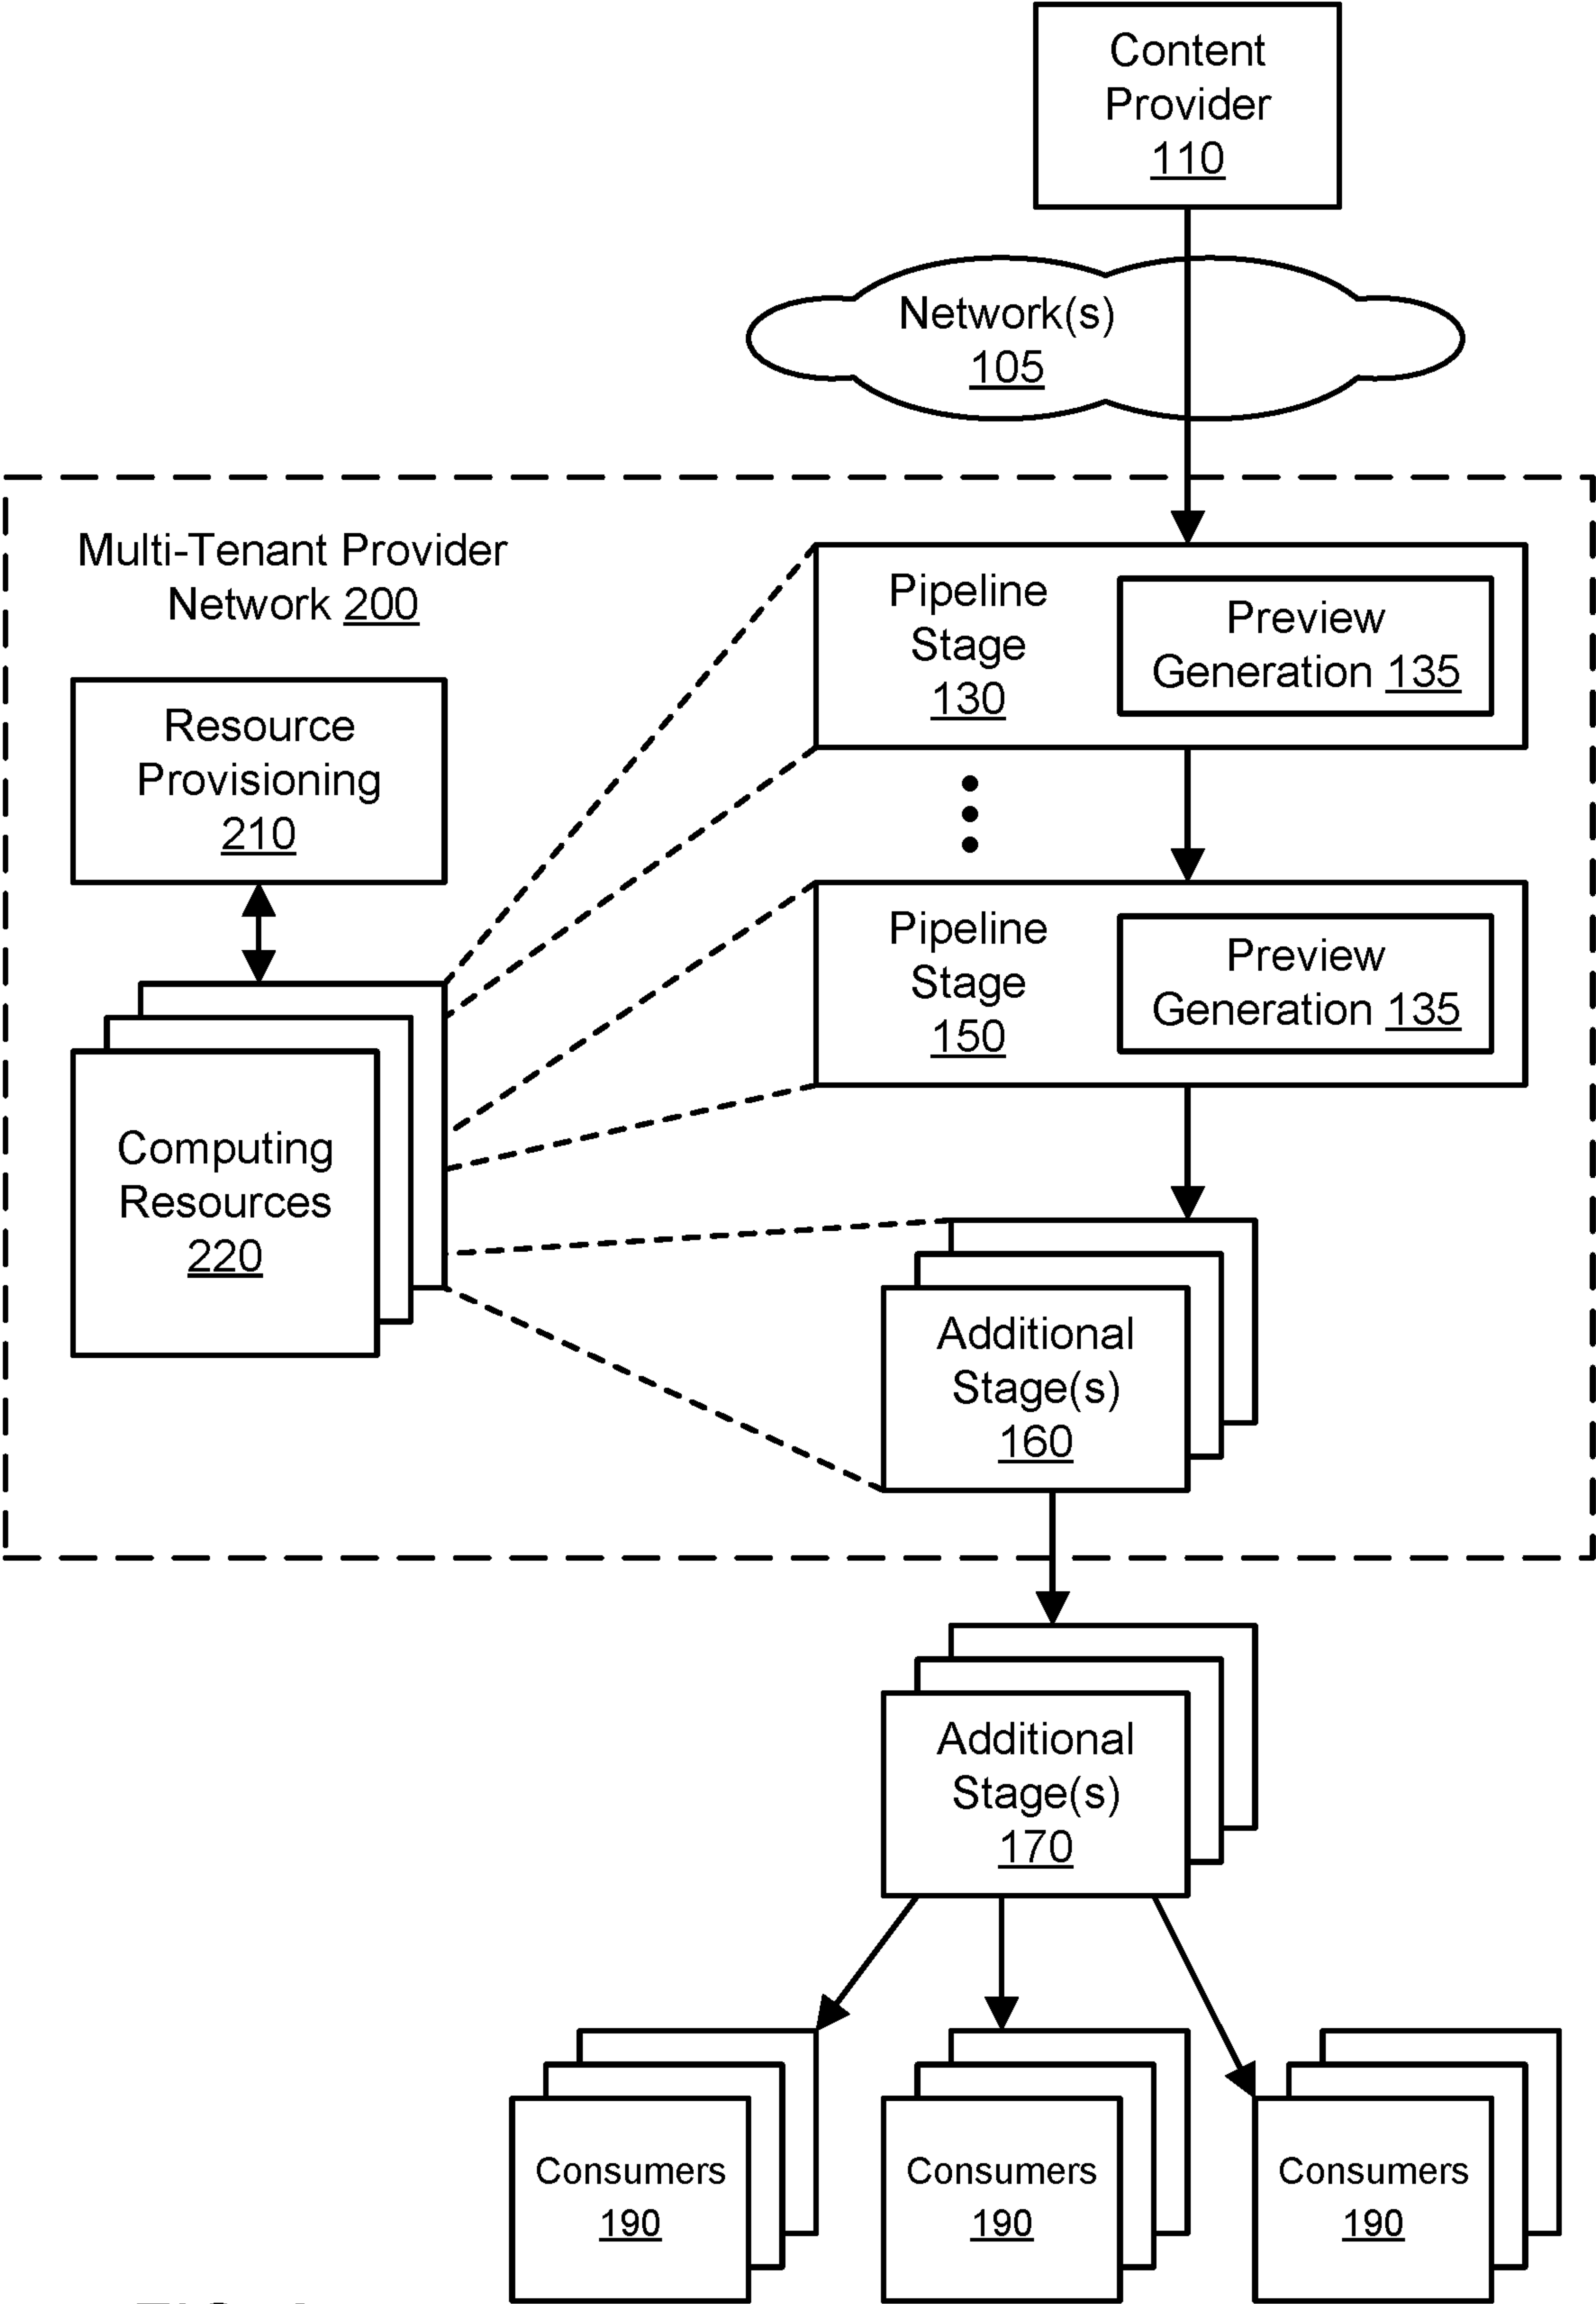 Content
Provider
110
Network(s)
105
Multi-Tenant Provider
Network 200
Pipeline
Stage
130
Preview
Generation 135
Resource
Provisioning
210
Pipeline
Stage
150
Preview
Generation 135
Computing
Resources
220
Additional
Stage(s)
160
Additional
Stage(s)
170
Consumers
190
Consumers
190
Consumers
190